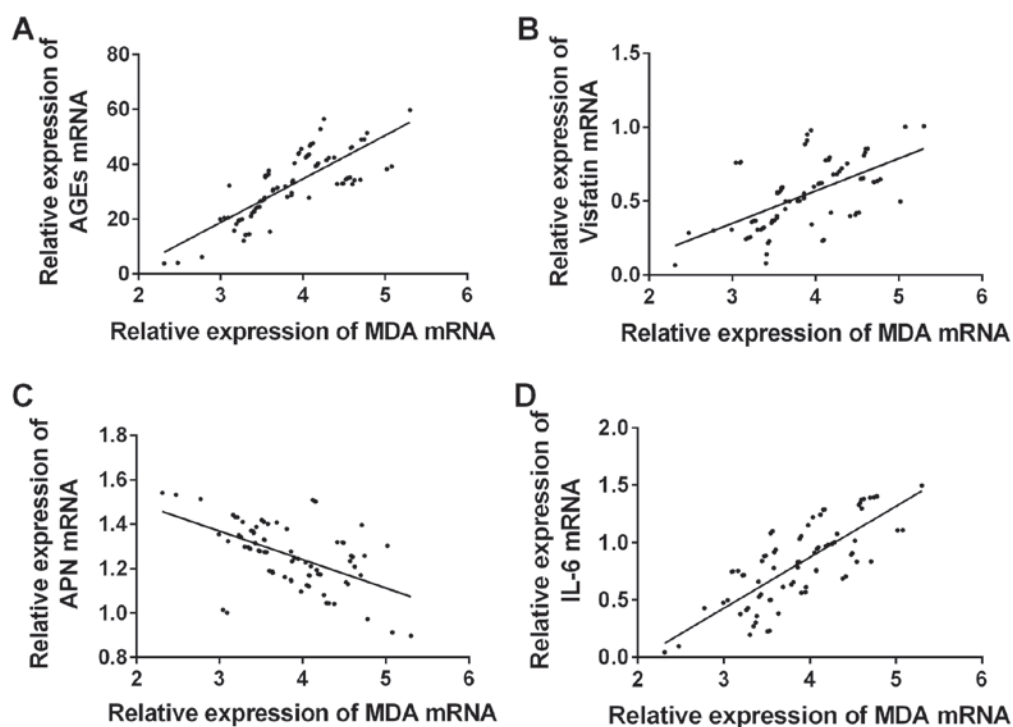 A
Relative expression of
AGEs mRNA
80
60
40
20
0
2 3 4 5 6
Relative expression of MDA mRNA
B
Relative expression of
Visfatin mRNA
1.5
1.0
0.5
0.0
2 3 4 5 6
Relative expression of MDA mRNA
C
Relative expression of
APN mRNA
1.8
1.6
1.4
1.2
1.0
0.8
2 3 4 5 6
Relative expression of MDA mRNA
D
Relative expression of
IL-6 mRNA
2.0
1.5
1.0
0.5
0.0
2 3 4 5 6
Relative expression of MDA mRNA